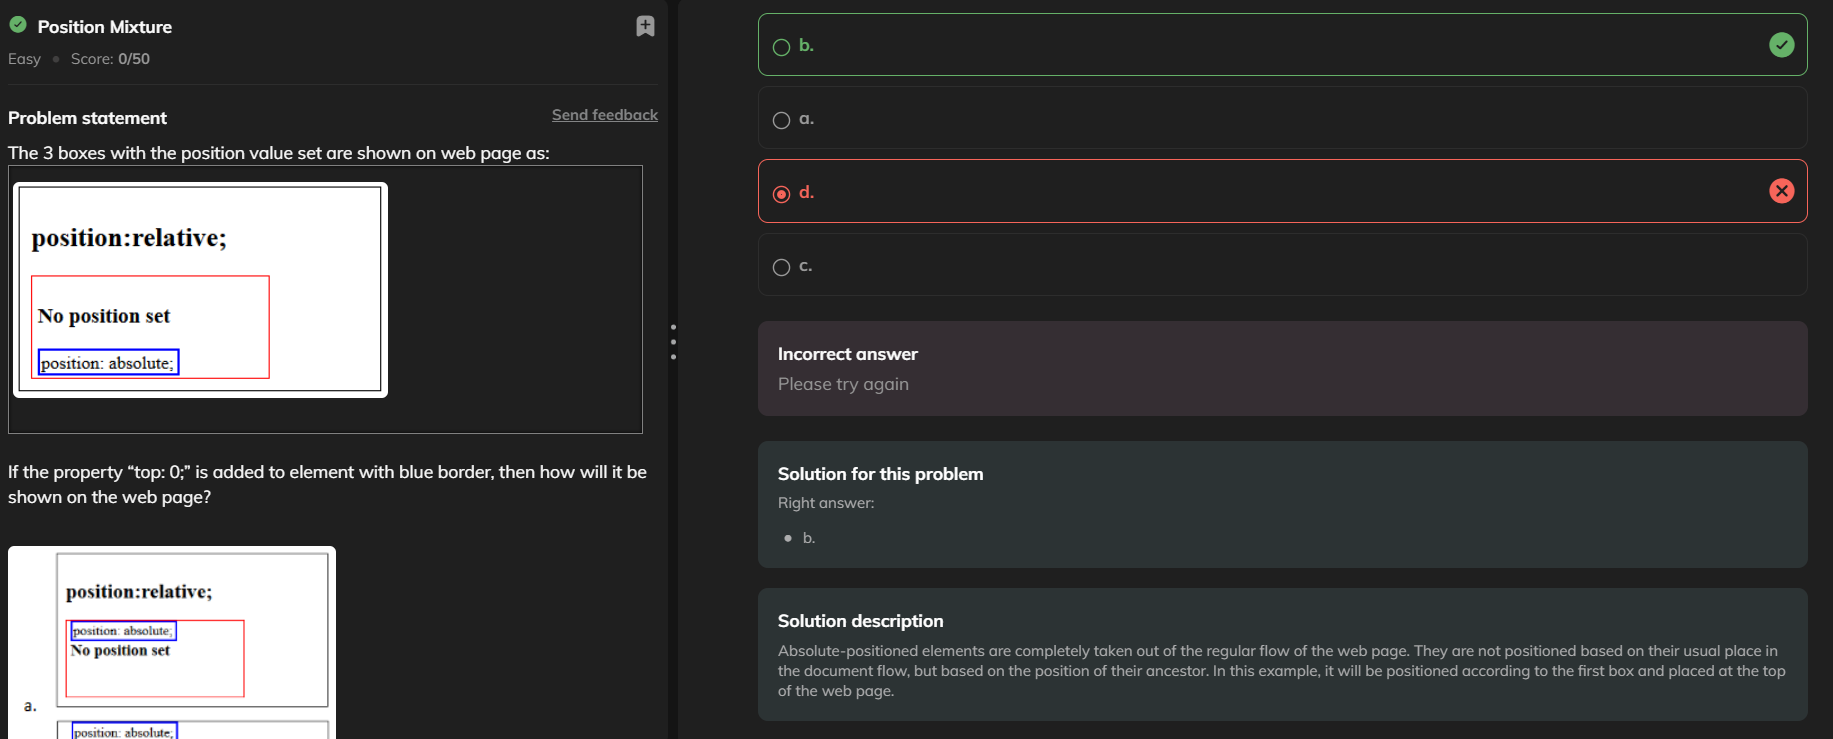 Position Mixture
Easy • Score: 0/50
Problem statement
Send feedback
The 3 boxes with the position value set are shown on web page as:
position:relative;
No position set
position: absolute;
If the property “top: 0;” is added to element with blue border, then how will it be
shown on the web page?
position:relative;
position: absolute;
No position set
a.
position: absolute;
b.
a.
d.
c.
Incorrect answer
Please try again
Solution for this problem
Right answer:
• b.
Solution description
Absolute-positioned elements are completely taken out of the regular flow of the web page. They are not positioned based on their usual place in
the document flow, but based on the position of their ancestor. In this example, it will be positioned according to the first box and placed at the top
of the web page.